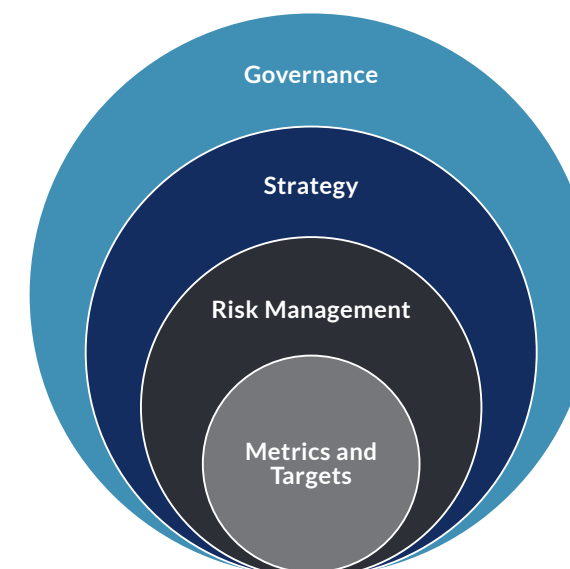 Governance
Strategy
Risk Management
Metrics and
Targets